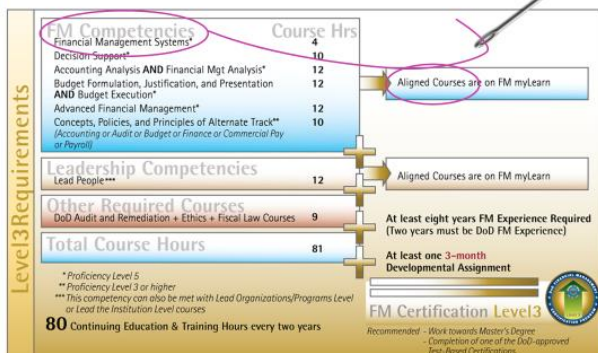 Level3Requirements
FM Competencies Course Hrs
Financial Management Systems* 4
Decision Support* 10
Accounting Analysis AND Financial Mgt Analysis* 12
Budget Formulation, Justification, and Presentation 12
AND Budget Execution*
Advanced Financial Management* 12
Concepts, Policies, and Principles of Alternate Track** 10
(Accounting or Audit or Budget or Finance or Commercial Pay
or Payroll)
Aligned Courses are on FM myLearn
Leadership Competencies
Lead People*** 12
Aligned Courses are on FM myLearn
Other Required Courses
DoD Audit and Remediation + Ethics + Fiscal Law Courses 9
Total Course Hours 81
At least eight years FM Experience Required
(Two years must be DoD FM Experience)
At least one 3-month
Developmental Assignment
* Proficiency Level 5
** Proficiency Level 3 or higher
*** This competency can also be met with Lead Organizations/Programs Level
or Lead the Institution Level courses
80 Continuing Education & Training Hours every two years
FM Certification Level3
Recommended - Work towards Master's Degree
- Completion of one of the DoD-approved
Test-Based Certifications